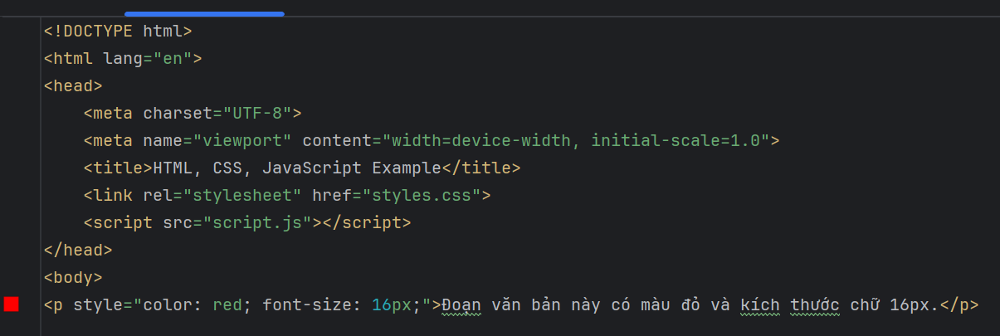 <!DOCTYPE html>
<html lang="en">
<head>
    <meta charset="UTF-8">
    <meta name="viewport" content="width=device-width, initial-scale=1.0">
    <title>HTML, CSS, JavaScript Example</title>
    <link rel="stylesheet" href="styles.css">
    <script src="script.js"></script>
</head>
<body>
<p style="color: red; font-size: 16px;">Đoạn văn bản này có màu đỏ và kích thước chữ 16px.</p>